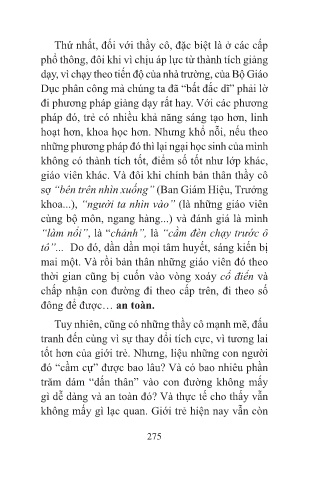 Thứ nhất, đối với thầy cô, đặc biệt là ở các cấp
phổ thông, đôi khi vì chịu áp lực từ thành tích giảng
dạy, vì chạy theo tiến độ của nhà trường, của Bộ Giáo
Dục phân công mà chúng ta đã “bất đắc dĩ” phải lờ
đi phương pháp giảng dạy rất hay. Với các phương
pháp đó, trẻ có nhiều khả năng sáng tạo hơn, linh
hoạt hơn, khoa học hơn. Nhưng khổ nỗi, nếu theo
những phương pháp đó thì lại ngại học sinh của mình
không có thành tích tốt, điểm số tốt như lớp khác,
giáo viên khác. Và đôi khi chính bản thân thầy cô
sợ “bên trên nhìn xuống” (Ban Giám Hiệu, Trưởng
khoa...), “người ta nhìn vào” (là những giáo viên
cùng bộ môn, ngang hàng...) và đánh giá là mình
“làm nổi”, là “chảnh”, là “cầm đèn chạy trước ô
tô”... Do đó, dần dần mọi tâm huyết, sáng kiến bị
mai một. Và rồi bản thân những giáo viên đó theo
thời gian cũng bị cuốn vào vòng xoáy cổ điển và
chấp nhận con đường đi theo cấp trên, đi theo số
đông để được… an toàn.
Tuy nhiên, cũng có những thầy cô mạnh mẽ, đấu
tranh đến cùng vì sự thay đổi tích cực, vì tương lai
tốt hơn của giới trẻ. Nhưng, liệu những con người
đó “cầm cự” được bao lâu? Và có bao nhiêu phần
trăm dám “dấn thân” vào con đường không mấy
gì dễ dàng và an toàn đó? Và thực tế cho thấy vẫn
không mấy gì lạc quan. Giới trẻ hiện nay vẫn còn
275